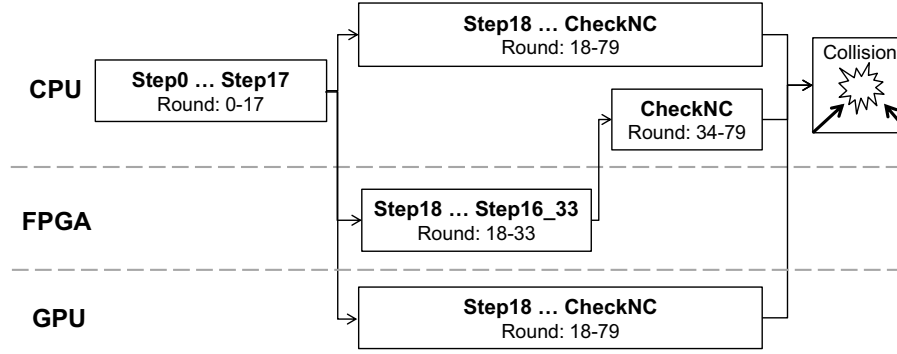 Step18 … CheckNC
Round: 18-79
Collision
CPU
Step0 … Step17
Round: 0-17
CheckNC
Round: 34-79
FPGA
Step18 … Step16_33
Round: 18-33
GPU
Step18 … CheckNC
Round: 18-79